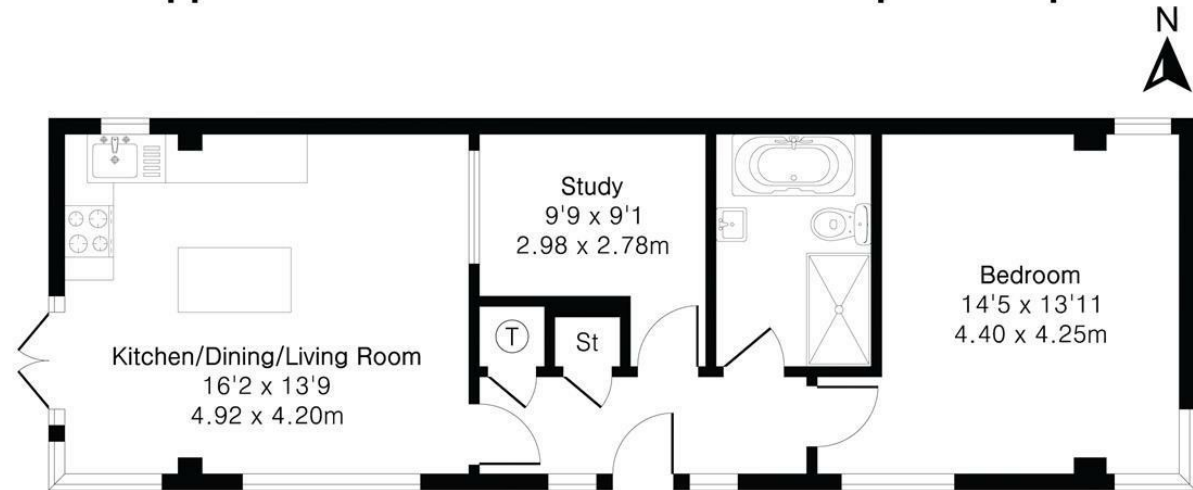 N
Study
9'9 x 9'1
2.98 x 2.78m
Bedroom
14'5 x 13'11
4.40 x 4.25m
T
St
Kitchen/Dining/Living Room
16'2 x 13'9
4.92 x 4.20m